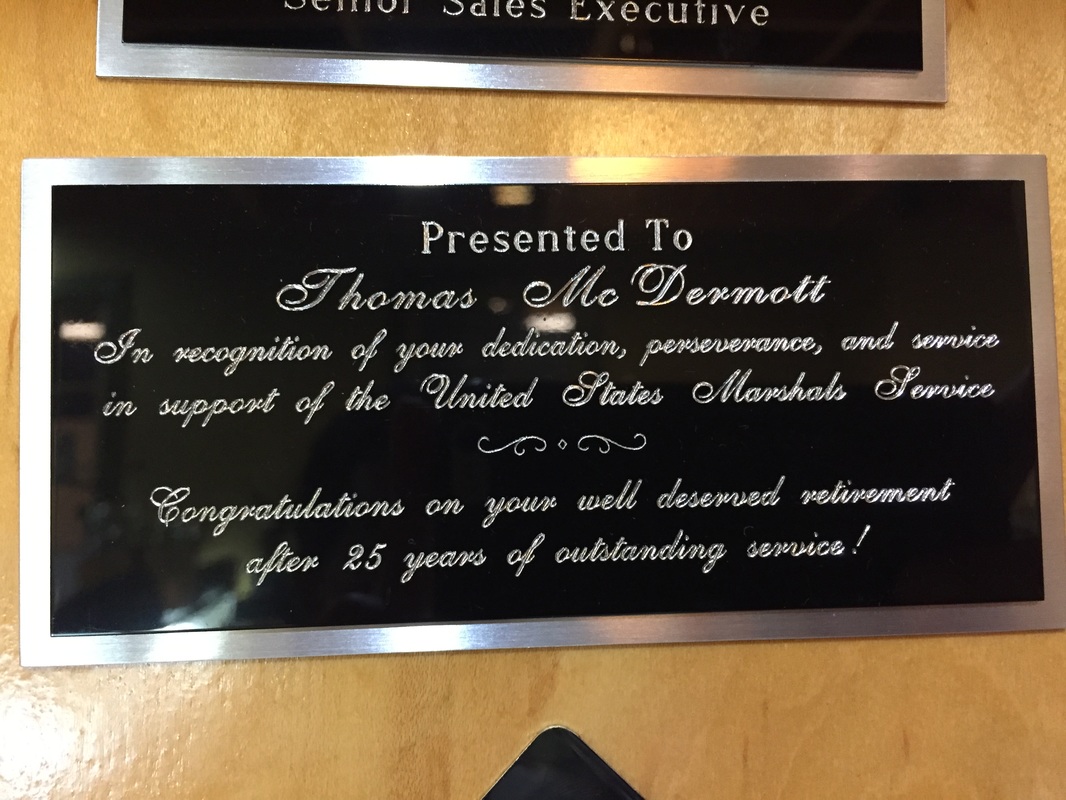 Senior Sales Executive
Presented To
Thomas McDermott
In recognition of your dedication, perseverance, and service
in support of the United States Marshals Service
Congratulations on your well deserved retirement
after 25 years of outstanding service!